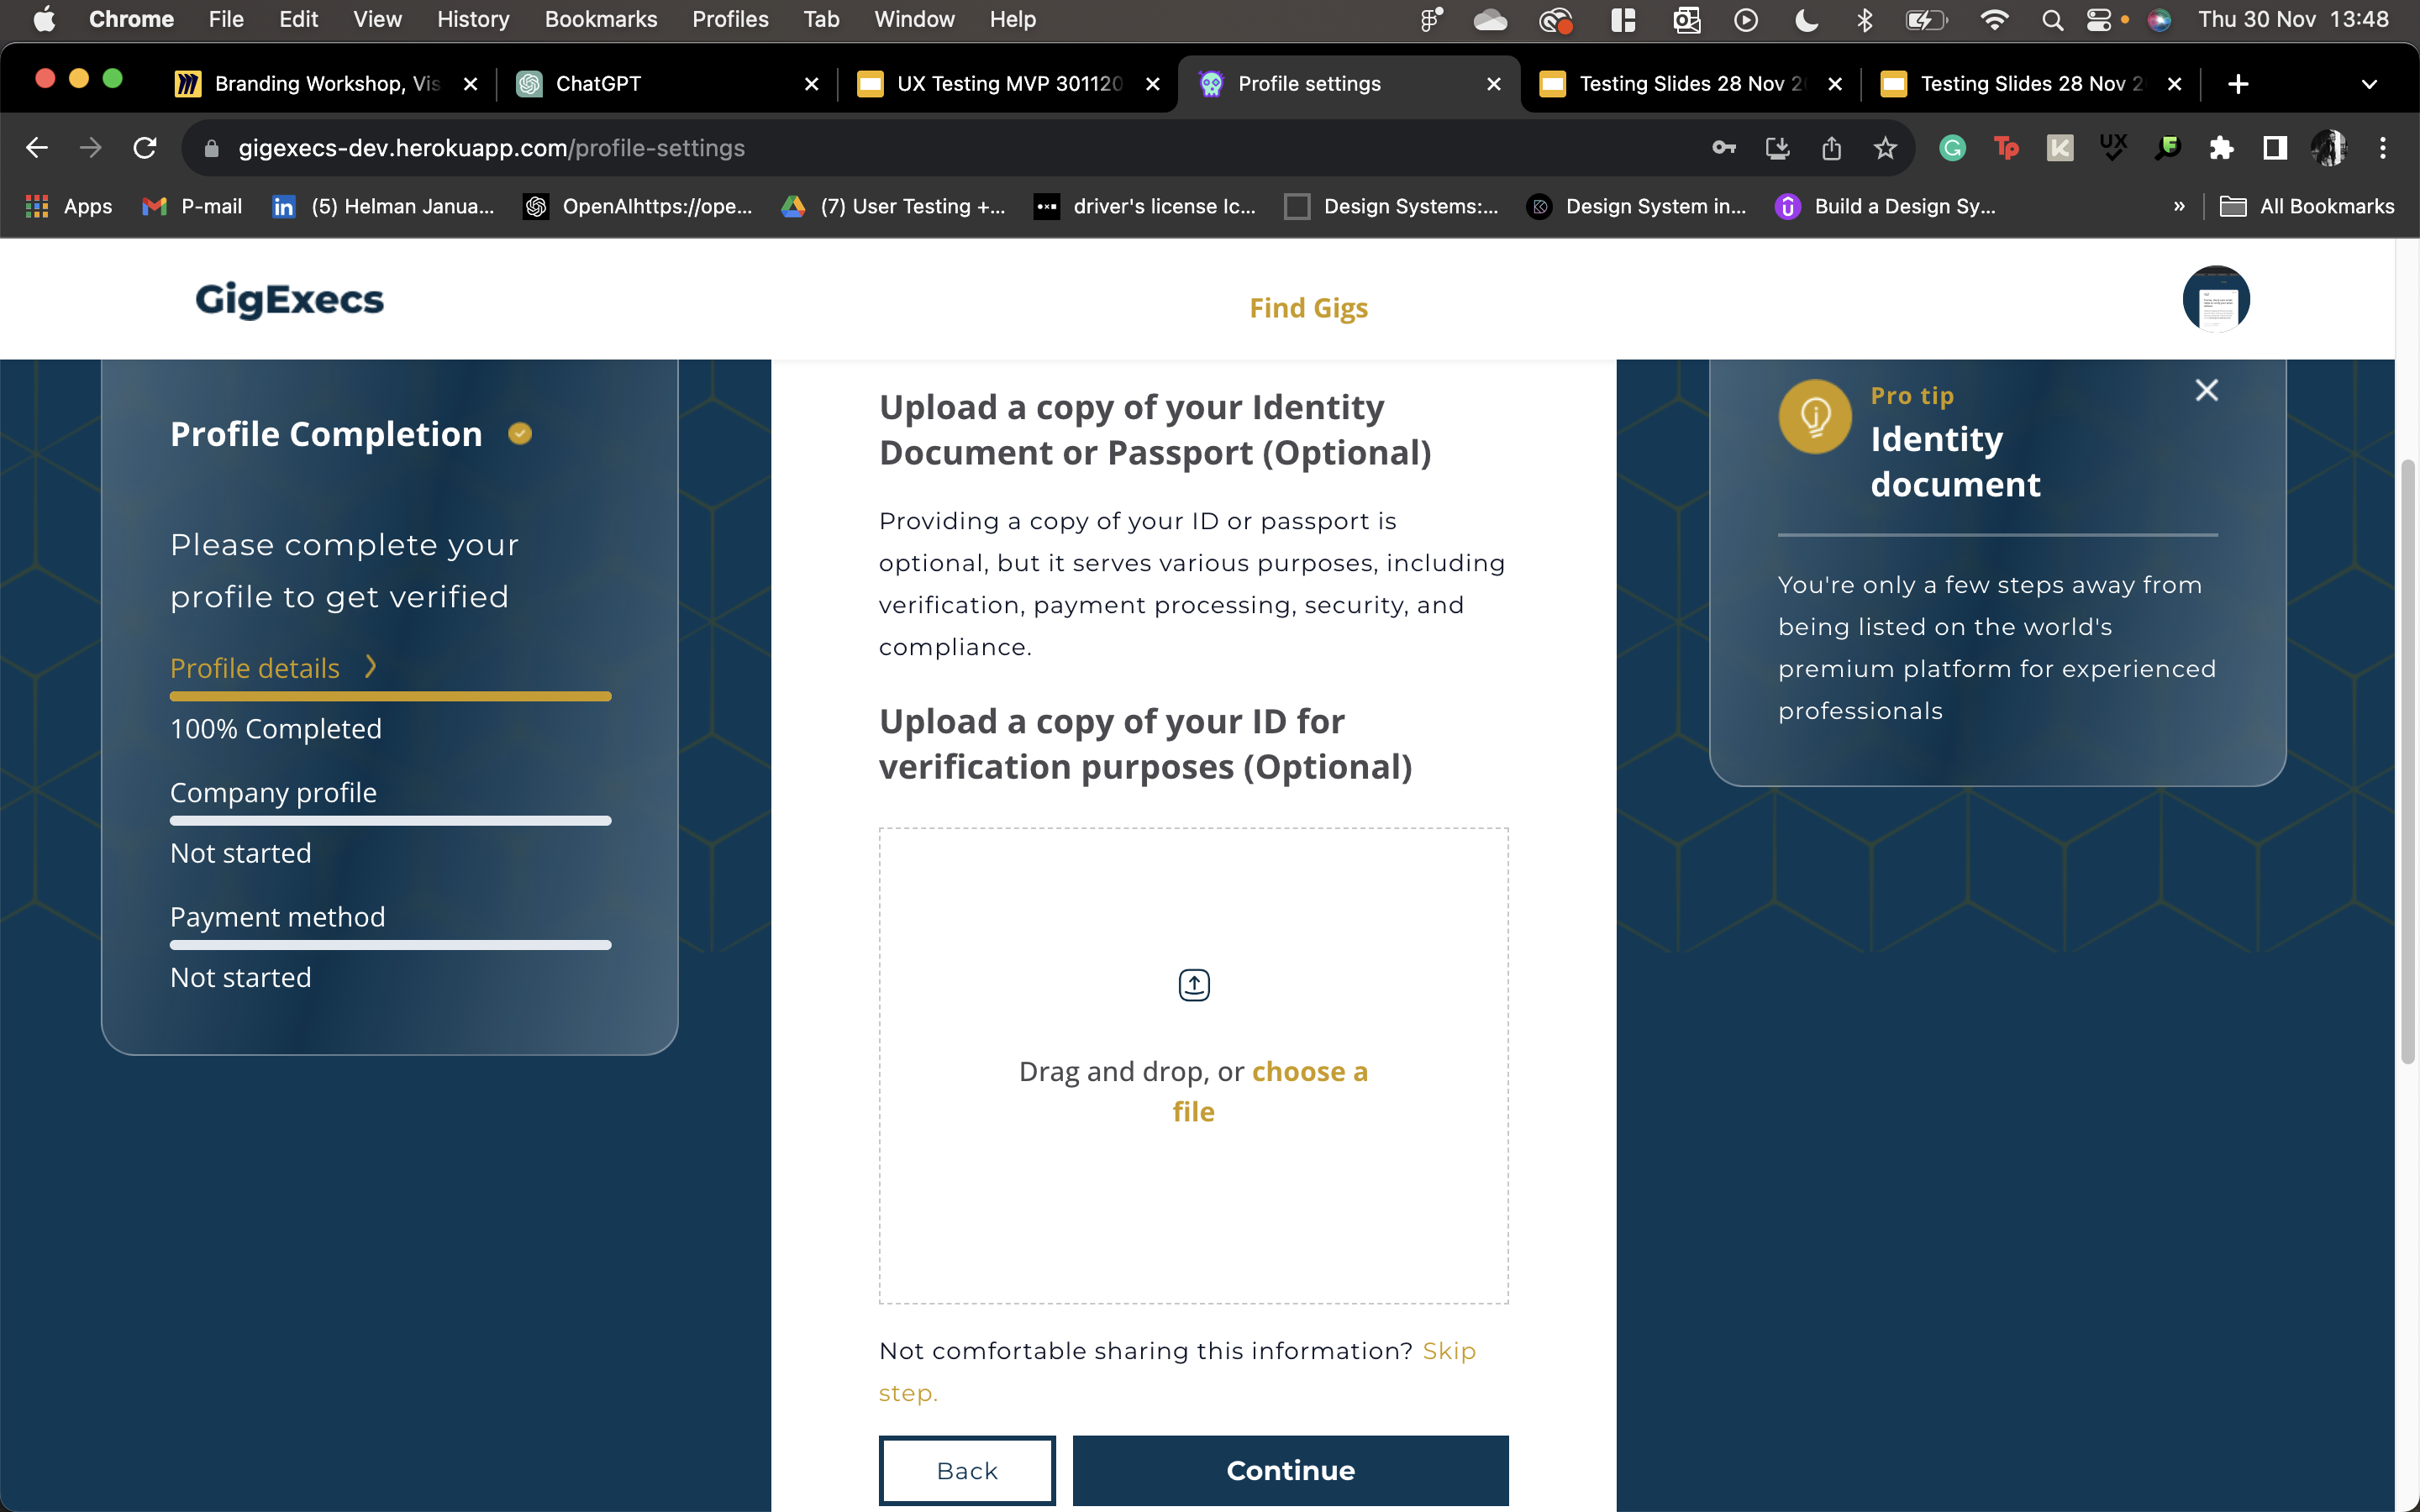 Chrome File Edit View History Bookmarks Profiles Tab Window Help Thu 30 Nov 13:48
Branding Workshop, Vis ChatGPT UX Testing MVP 301120 Profile settings Testing Slides 28 Nov 2 Testing Slides 28 Nov 2
gigexecs-dev.herokuapp.com/profile-settings
Apps P-mail (5) Helman Janua... OpenAIhttps://ope... (7) User Testing +... driver's license Ic... Design Systems:... Design System in... Build a Design Sy... » All Bookmarks
GigExecs
Find Gigs
Profile Completion
Please complete your
profile to get verified
Profile details
100% Completed
Company profile
Not started
Payment method
Not started
Upload a copy of your Identity
Document or Passport (Optional)
Providing a copy of your ID or passport is
optional, but it serves various purposes, including
verification, payment processing, security, and
compliance.
Upload a copy of your ID for
verification purposes (Optional)
Drag and drop, or choose a
file
Not comfortable sharing this information? Skip
step.
Back
Continue
Pro tip
Identity
document
You're only a few steps away from
being listed on the world's
premium platform for experienced
professionals